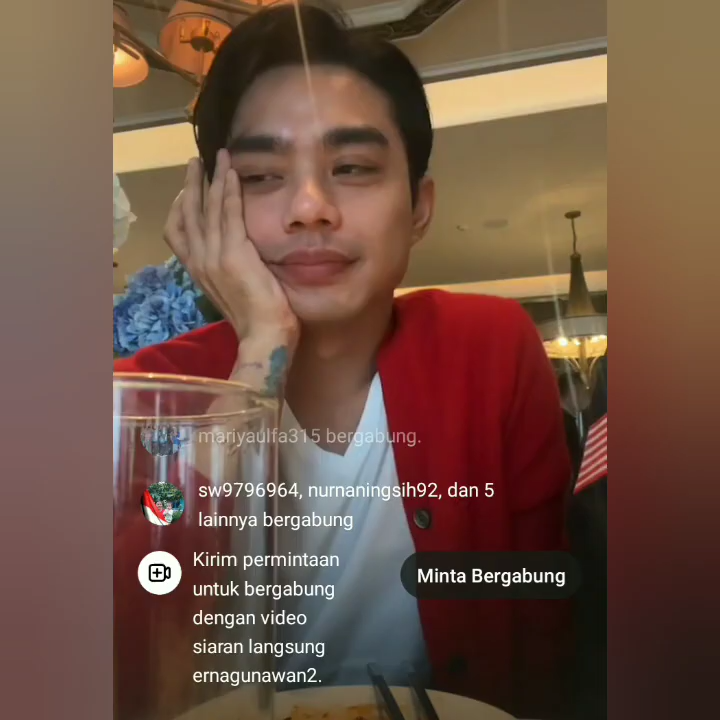 mariyaulfa315 bergabung.
sw9796964, nurnaningsih92, dan 5
lainnya bergabung
Kirim permintaan
untuk bergabung
dengan video
siaran langsung
ernagunawan2.
Minta Bergabung